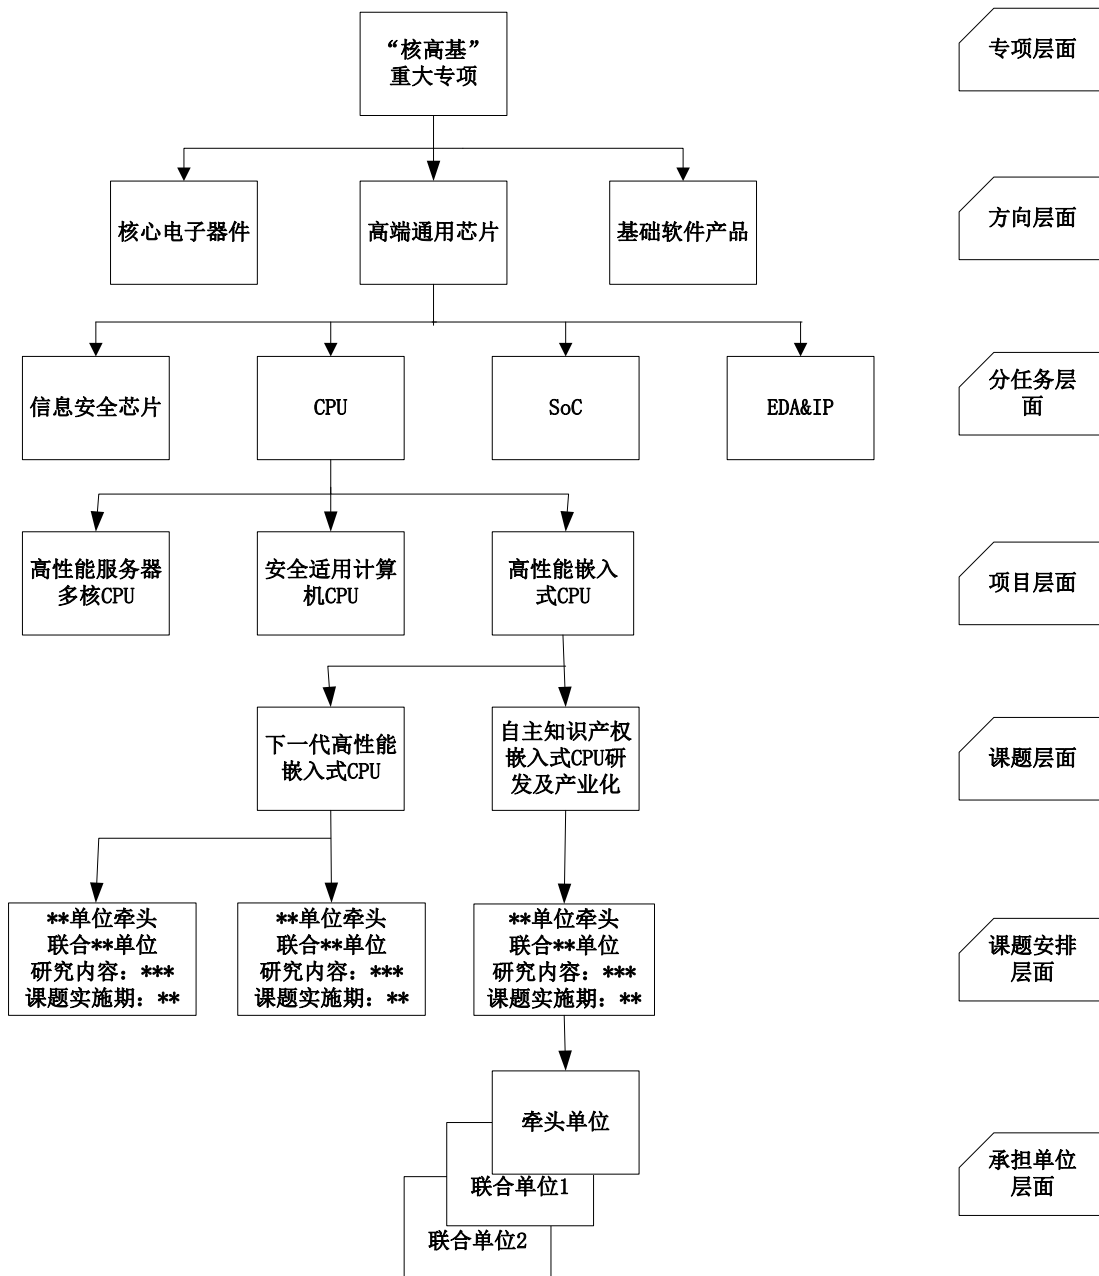 “核高基”
重大专项
专项层面
核心电子器件
高端通用芯片
基础软件产品
方向层面
信息安全芯片
CPU
SoC
EDA&IP
分任务层
面
高性能服务器
多核CPU
安全适用计算
机CPU
高性能嵌入
式CPU
项目层面
下一代高性能
嵌入式CPU
自主知识产权
嵌入式CPU研
发及产业化
课题层面
**单位牵头
联合**单位
研究内容：***
课题实施期：**
**单位牵头
联合**单位
研究内容：***
课题实施期：**
**单位牵头
联合**单位
研究内容：***
课题实施期：**
课题安排
层面
牵头单位
联合单位1
联合单位2
承担单位
层面